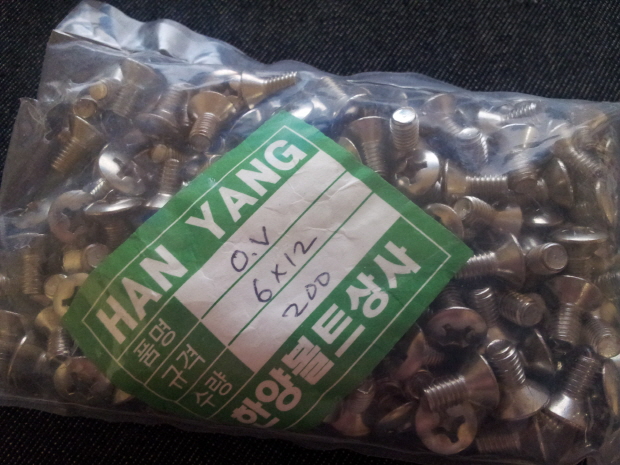 HAN YANG
품명 O.V
규격 6×12
수량 200
한양볼트상사